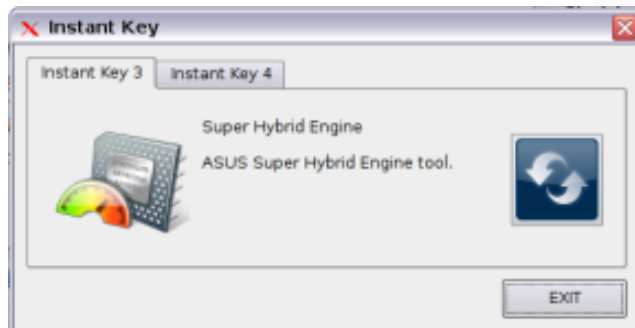 Instant Key
Instant Key 3
Instant Key 4
Super Hybrid Engine
ASUS Super Hybrid Engine tool.
EXIT